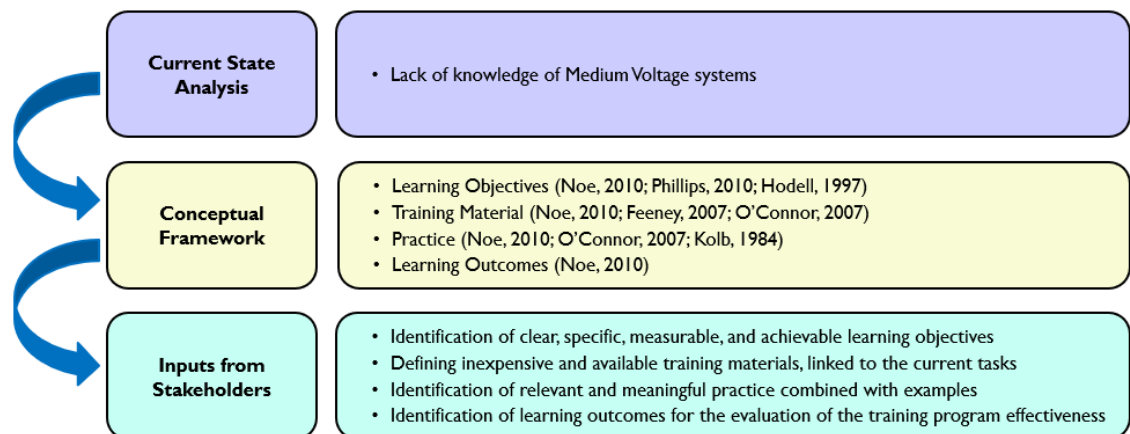 Current State
Analysis
• Lack of knowledge of Medium Voltage systems
Conceptual
Framework
• Learning Objectives (Noe, 2010; Phillips, 2010; Hodell, 1997)
• Training Material (Noe, 2010; Feeney, 2007; O'Connor, 2007)
• Practice (Noe, 2010; O'Connor, 2007; Kolb, 1984)
• Learning Outcomes (Noe, 2010)
Inputs from
Stakeholders
• Identification of clear, specific, measurable, and achievable learning objectives
• Defining inexpensive and available training materials, linked to the current tasks
• Identification of relevant and meaningful practice combined with examples
• Identification of learning outcomes for the evaluation of the training program effectiveness